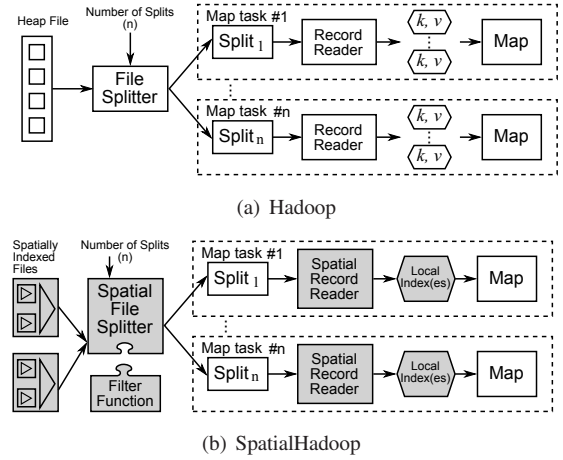 Number of Splits
(n)
Heap File
File
Splitter
Map task #1
Split 1
Record
Reader
k, v
k, v
Map
Map task #n
Split n
Record
Reader
k, v
k, v
Map
(a) Hadoop
Spatially
Indexed
Files
Number of Splits
(n)
Spatial
File
Splitter
Filter
Function
Map task #1
Split 1
Spatial
Record
Reader
Local
Index(es)
Map
Map task #n
Split n
Spatial
Record
Reader
Local
Index(es)
Map
(b) SpatialHadoop